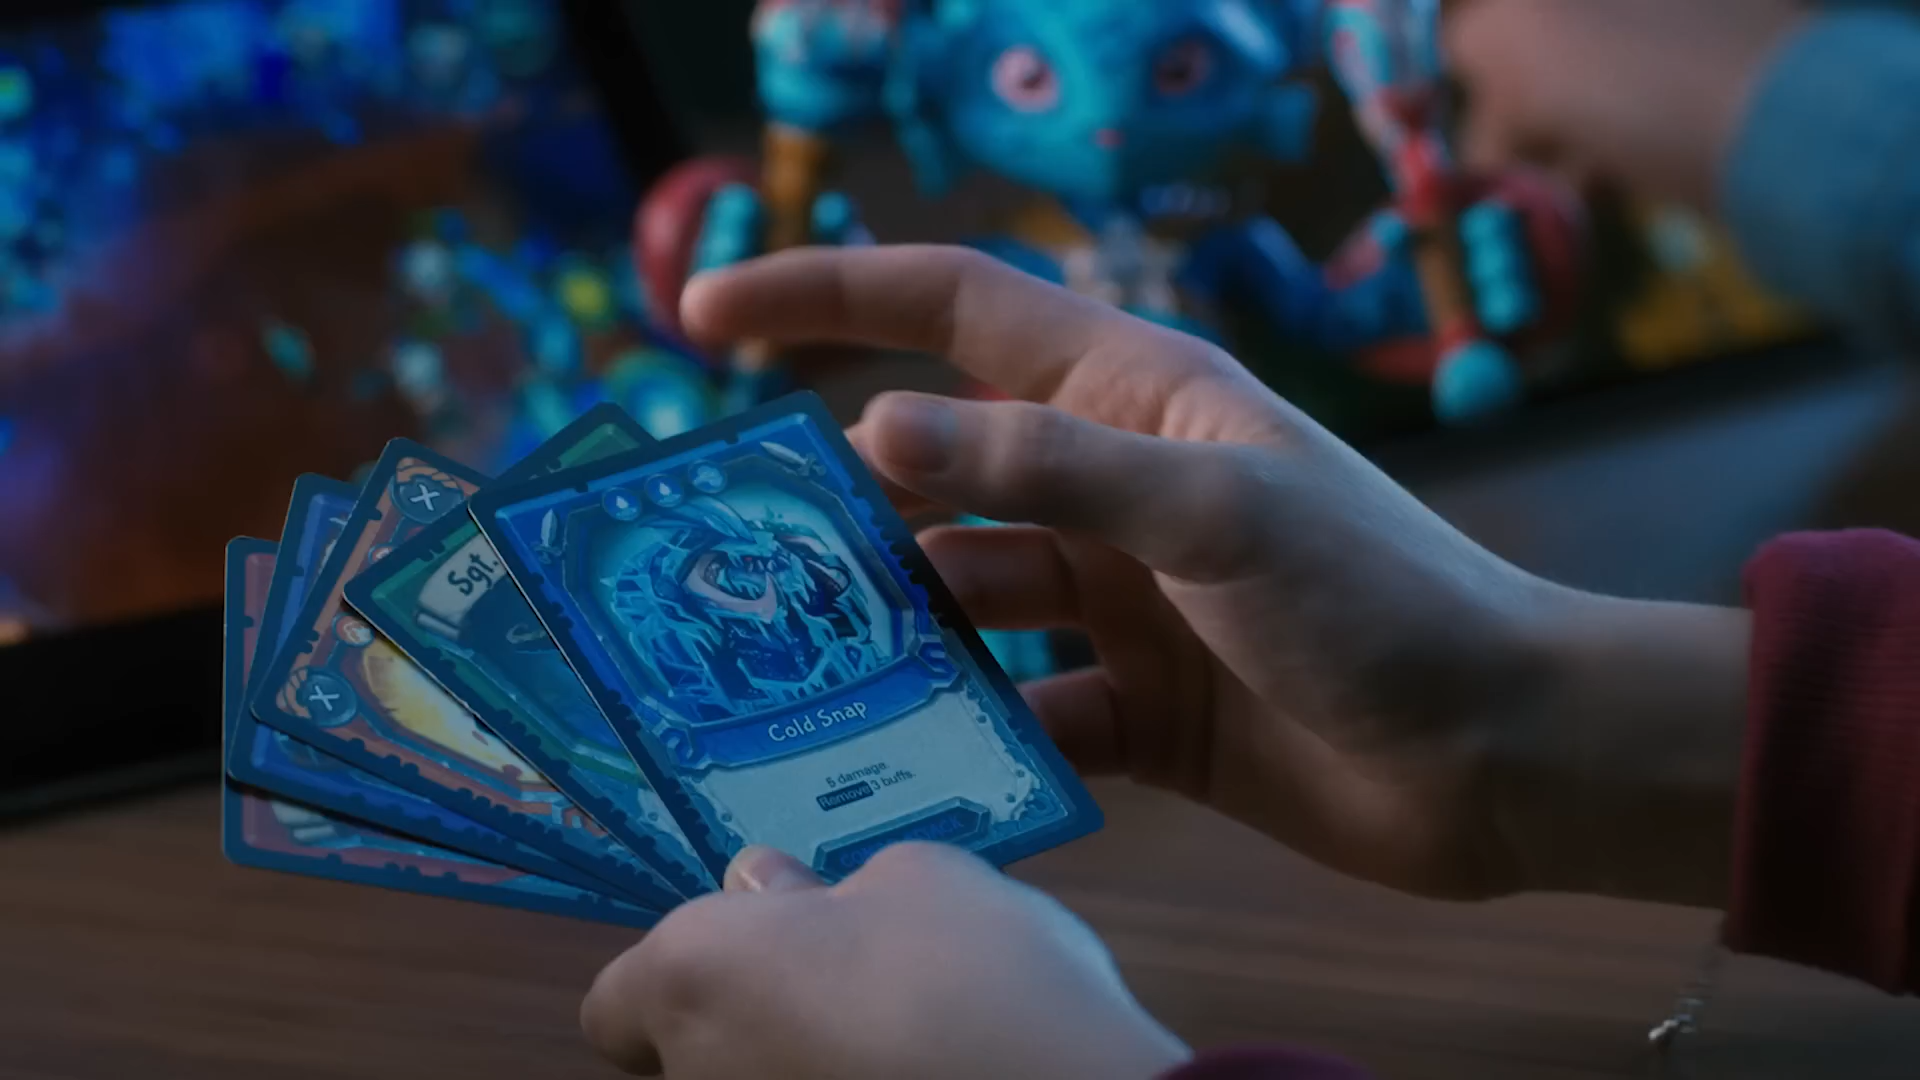 Sgt.
Cold Snap
5 damage.
Remove 3 buffs.